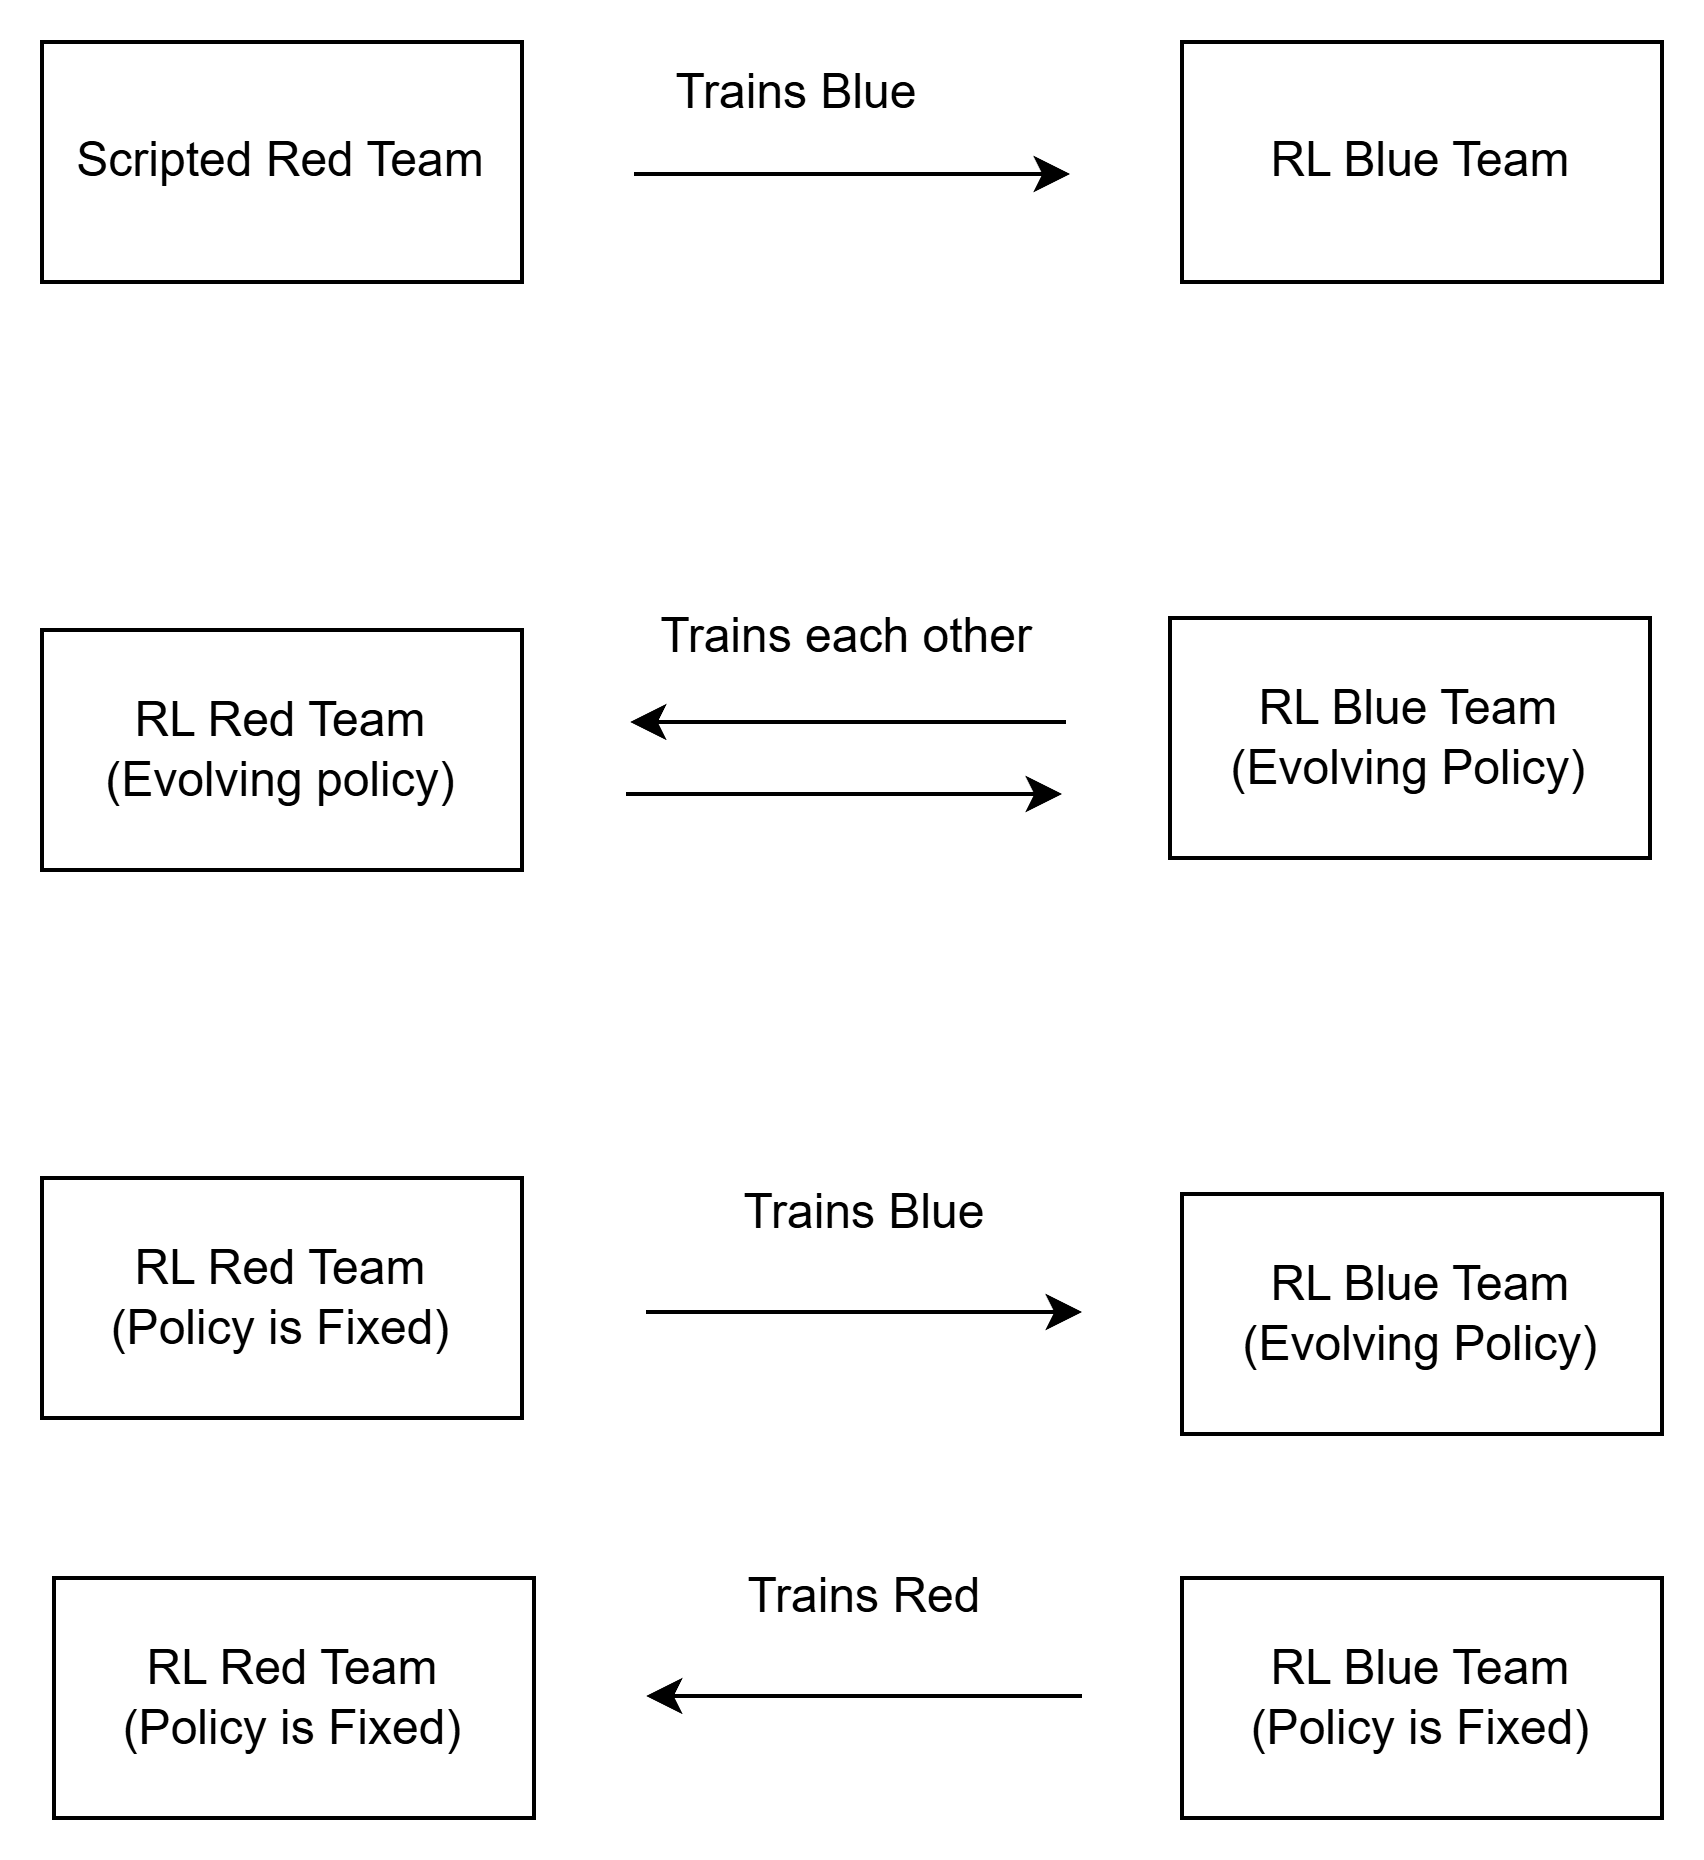 Trains Blue
Scripted Red Team
RL Blue Team
Trains each other
RL Red Team
(Evolving policy)
RL Blue Team
(Evolving Policy)
Trains Blue
RL Red Team
(Policy is Fixed)
RL Blue Team
(Evolving Policy)
Trains Red
RL Red Team
(Policy is Fixed)
RL Blue Team
(Policy is Fixed)